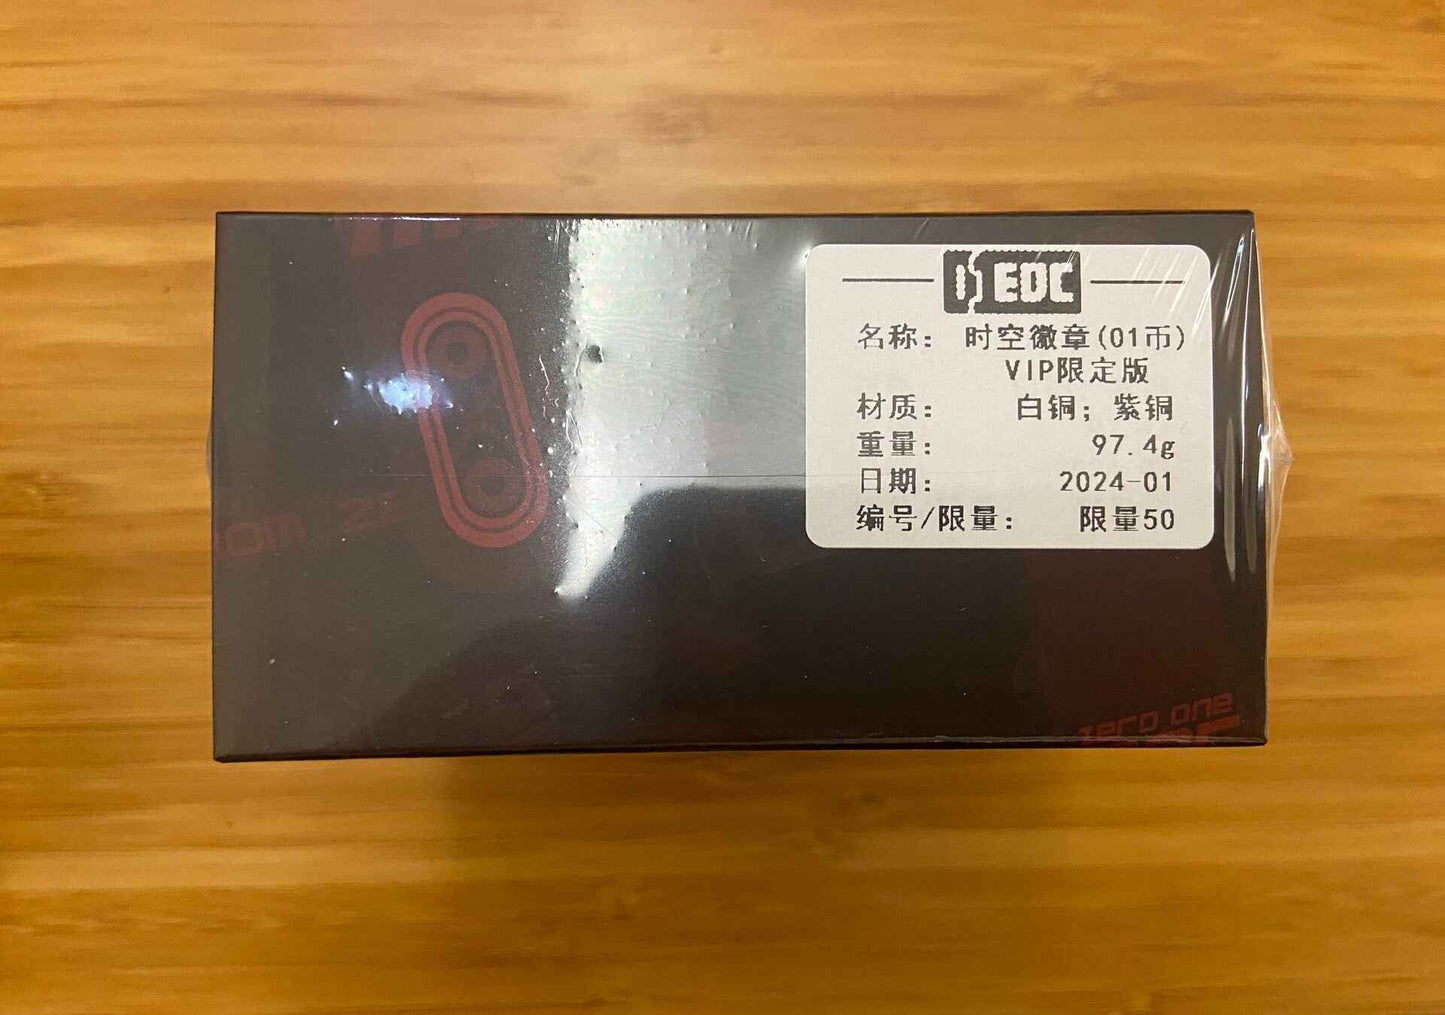 EDC
名称： 时空徽章(01币)
VIP限定版
材质： 白铜；紫铜
重量： 97.4g
日期： 2024-01
编号/限量： 限量50
zero one